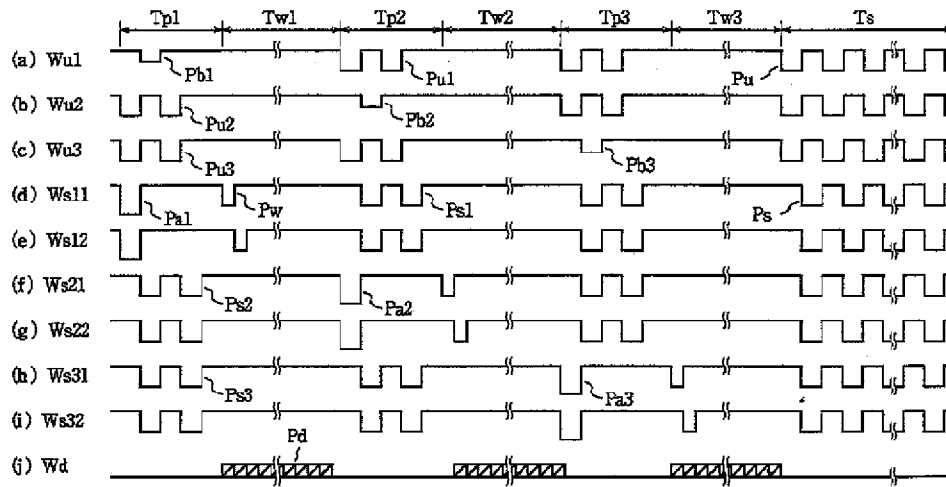 Tp1 Tw1 Tp2 Tw2 Tp3 Tw3 Ts
(a) Wu1
Pb1 Pu1 Pu
(b) Wu2
Pu2 Pb2
(c) Wu3
Pu3 Pb3
(d) Ws11
Pa1 Pw Ps1 Ps
(e) Ws12
(f) Ws21
Ps2 Pa2
(g) Ws22
(h) Ws31
Ps3 Pa3
(i) Ws32
Pd
(j) Wd